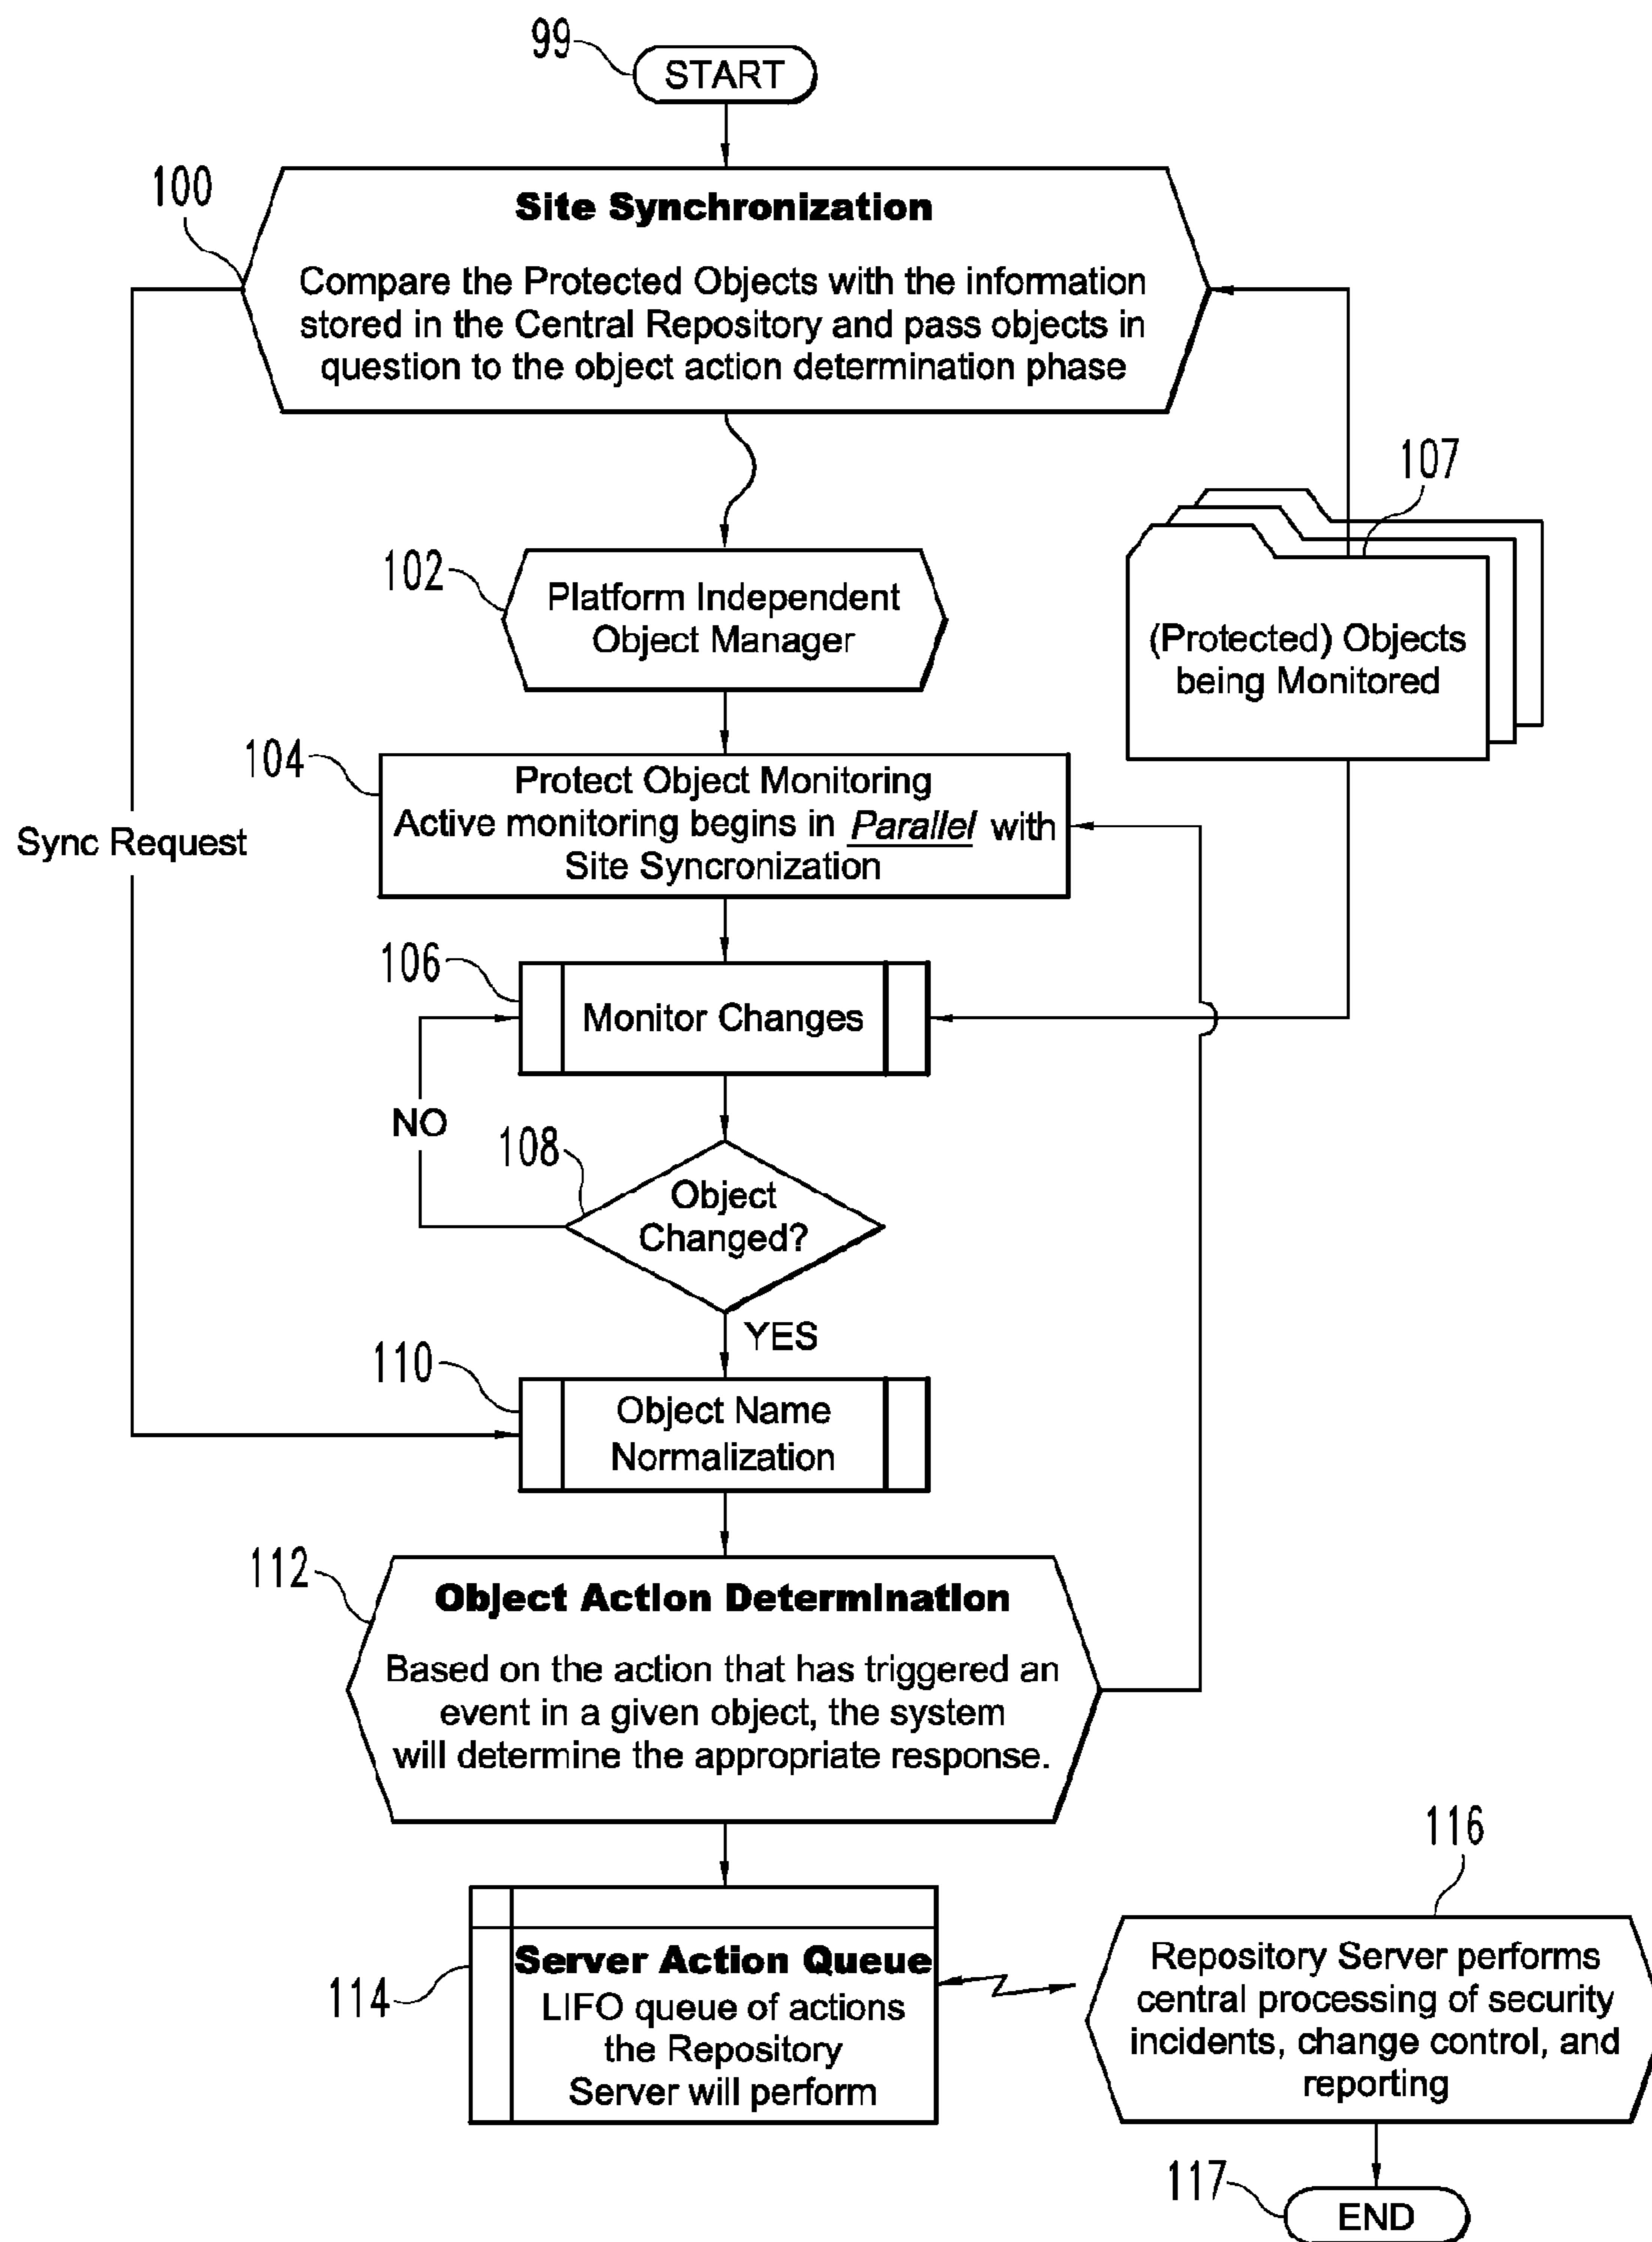 99
START
100
Site Synchronization
Compare the Protected Objects with the information
stored in the Central Repository and pass objects in
question to the object action determination phase
107
102
Platform Independent
Object Manager
(Protected) Objects
being Monitored
104
Protect Object Monitoring
Active monitoring begins in Parallel with
Site Syncronization
Sync Request
106
Monitor Changes
NO
108
Object
Changed?
YES
110
Object Name
Normalization
112
Object Action Determination
Based on the action that has triggered an
event in a given object, the system
will determine the appropriate response.
116
114
Server Action Queue
LIFO queue of actions
the Repository
Server will perform
Repository Server performs
central processing of security
incidents, change control, and
reporting
117
END